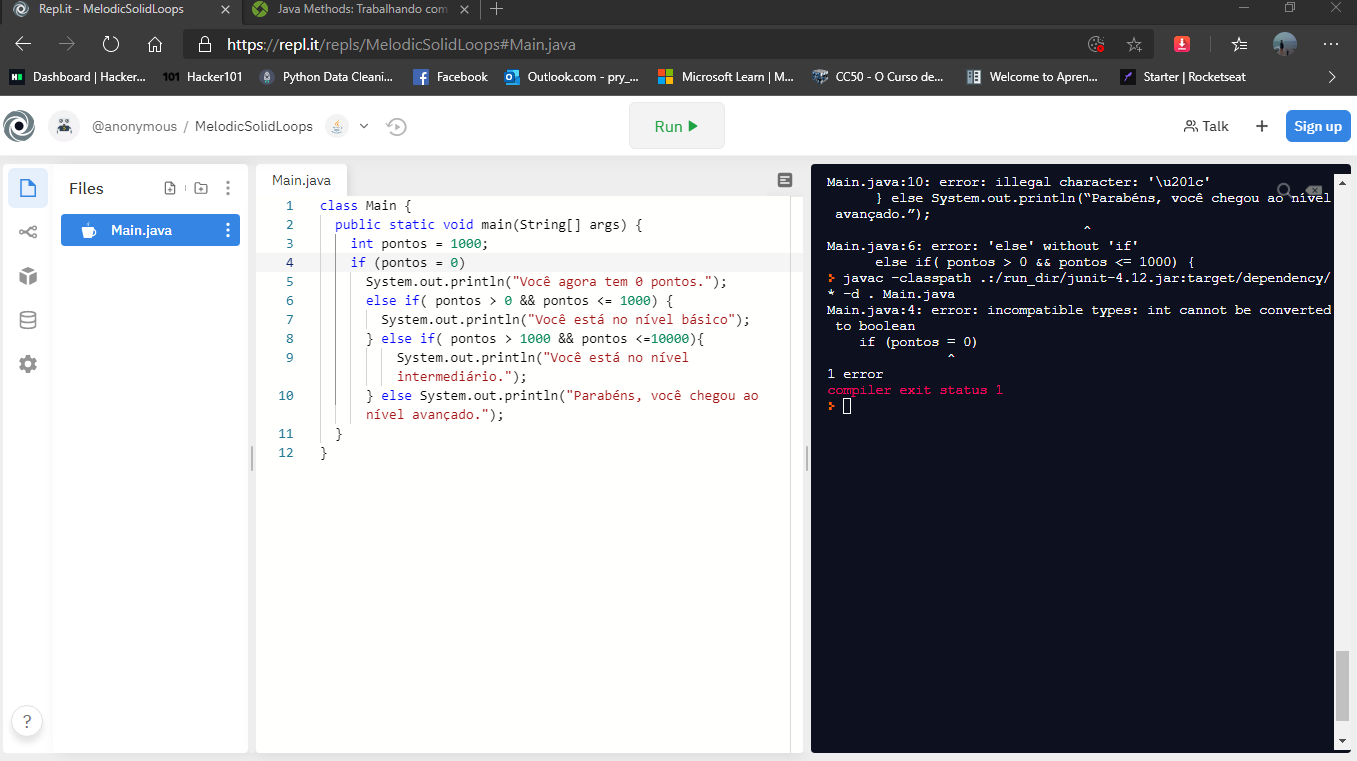 Repl.it - MelodicSolidLoops
Java Methods: Trabalhando com
https://repl.it/repls/MelodicSolidLoops#Main.java
Dashboard | Hacker...
101 Hacker101
Python Data Cleani...
Facebook
Outlook.com - pry_...
Microsoft Learn | M...
CC50 - O Curso de...
Welcome to Apren...
Starter | Rocketseat
@anonymous / MelodicSolidLoops
Run
Talk
Sign up
Files
Main.java
Main.java
1 class Main {
2 public static void main(String[] args) {
3 int pontos = 1000;
4 if (pontos = 0)
5 System.out.println("Você agora tem 0 pontos.");
6 else if( pontos > 0 && pontos <= 1000) {
7 System.out.println("Você está no nível básico");
8 } else if( pontos > 1000 && pontos <=10000){
9 System.out.println("Você está no nível
intermediário.");
10 } else System.out.println("Parabéns, você chegou ao
nível avançado.");
11 }
12 }
Main.java:10: error: illegal character: '\u201c'
} else System.out.println(“Parabéns, você chegou ao nível
avançado.”);
^
Main.java:6: error: 'else' without 'if'
else if( pontos > 0 && pontos <= 1000) {
> javac -classpath .:/run_dir/junit-4.12.jar:target/dependency/
* -d . Main.java
Main.java:4: error: incompatible types: int cannot be converted
to boolean
if (pontos = 0)
^
1 error
compiler exit status 1
>
?